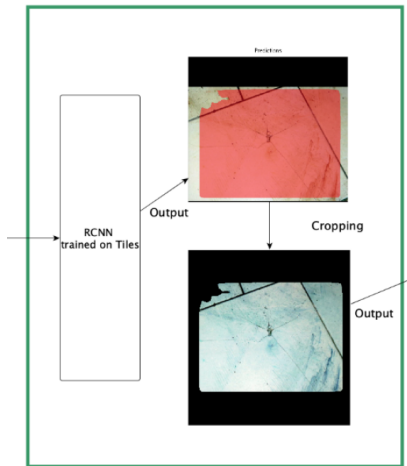 Predictions
RCNN
trained on Tiles
Output
Cropping
Output